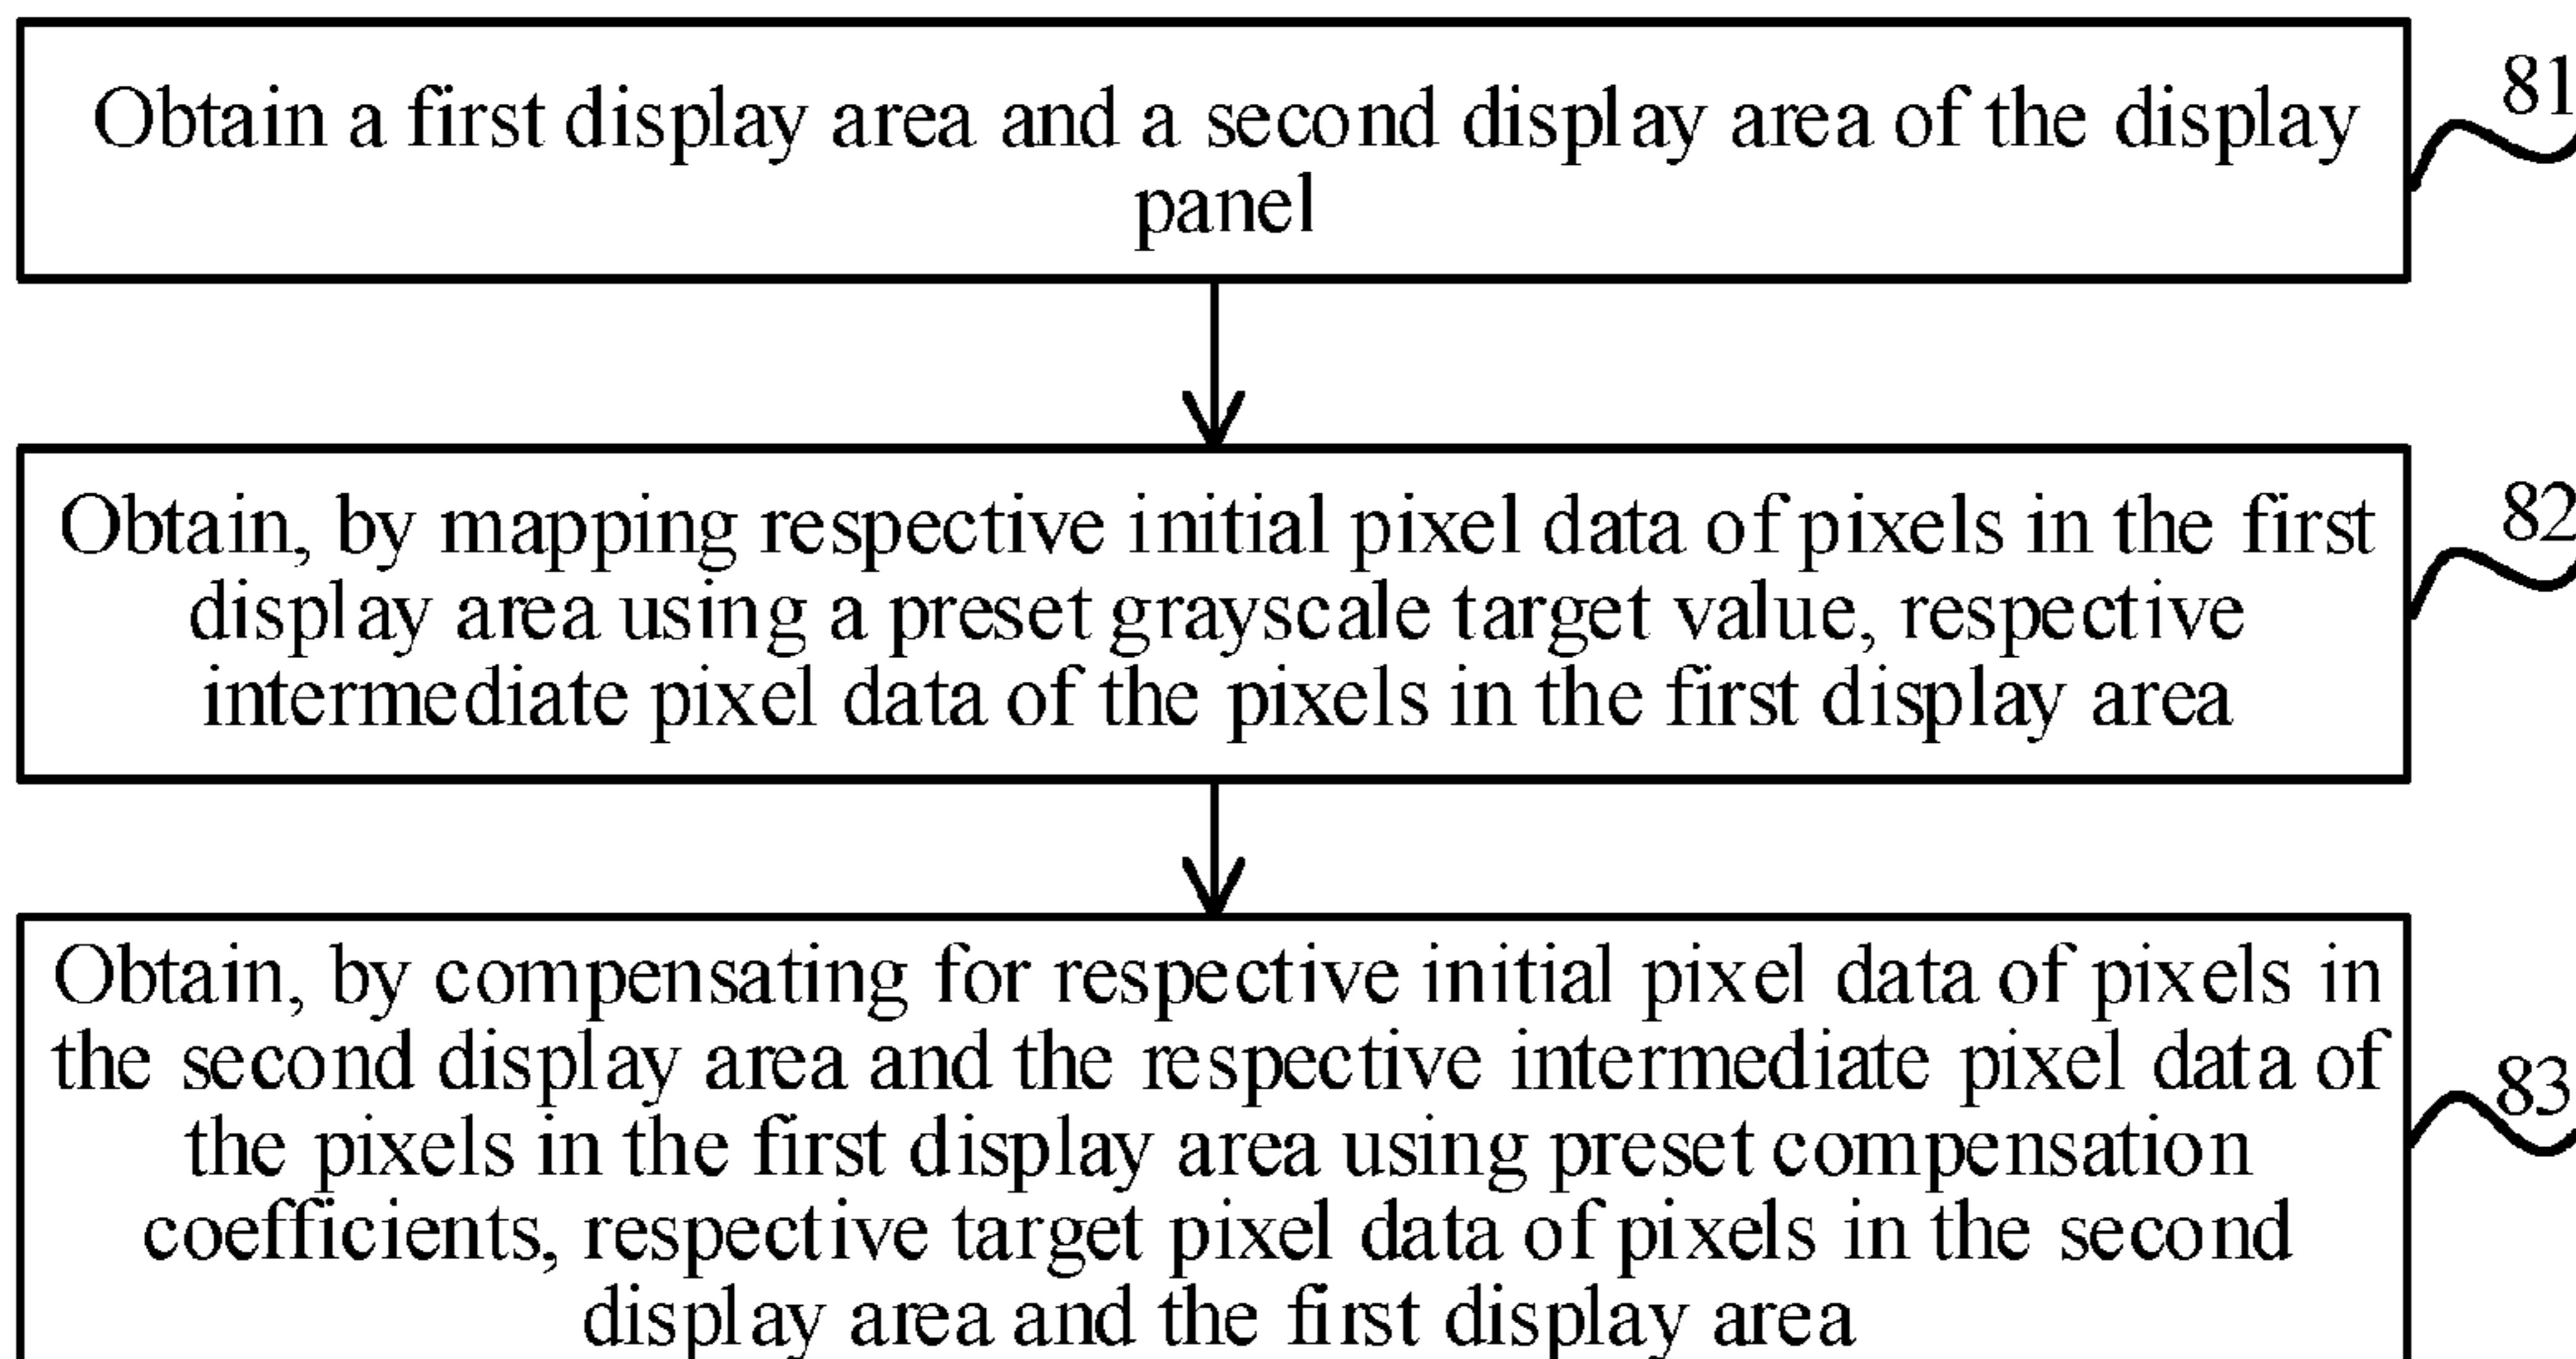 Obtain a first display area and a second display area of the display
panel
81
Obtain, by mapping respective initial pixel data of pixels in the first
display area using a preset grayscale target value, respective
intermediate pixel data of the pixels in the first display area
82
Obtain, by compensating for respective initial pixel data of pixels in
the second display area and the respective intermediate pixel data of
the pixels in the first display area using preset compensation
coefficients, respective target pixel data of pixels in the second
display area and the first display area
83